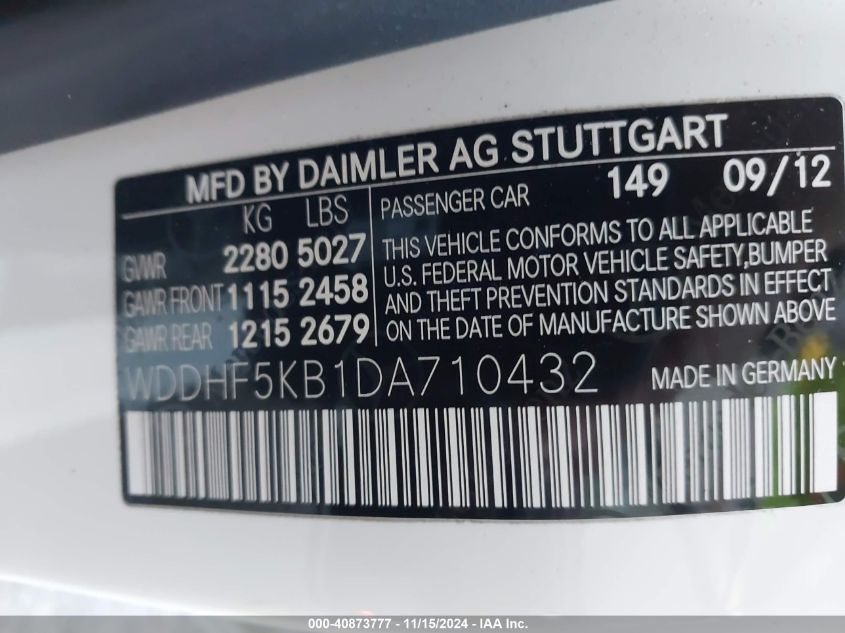 MFD BY DAIMLER AG STUTTGART
KG LBS
GVWR 2280 5027
GAWR FRONT 1115 2458
GAWR REAR 1215 2679
PASSENGER CAR 149 09/12
THIS VEHICLE CONFORMS TO ALL APPLICABLE
U.S. FEDERAL MOTOR VEHICLE SAFETY,BUMPER
AND THEFT PREVENTION STANDARDS IN EFFECT
ON THE DATE OF MANUFACTURE SHOWN ABOVE
WDDHF5KB1DA710432 MADE IN GERMANY
000-40873777 - 11/15/2024 - IAA Inc.